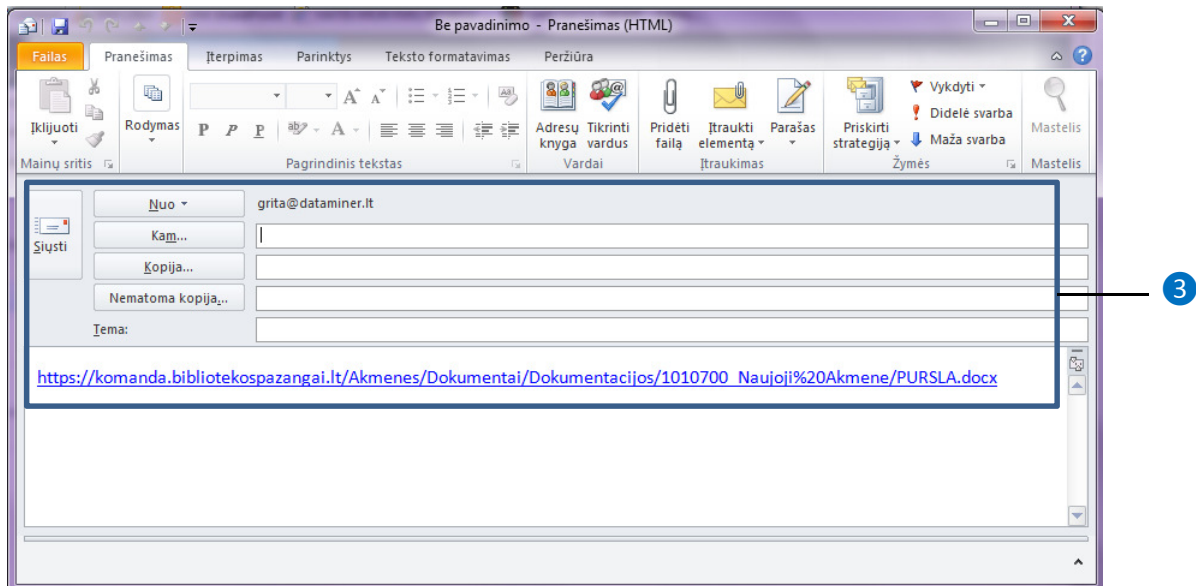 Be pavadinimo - Pranešimas (HTML)
Failas Pranešimas Įterpimas Parinktys Teksto formatavimas Peržiūra
Įklijuoti
Mainų sritis
Rodymas
P P P
Pagrindinis tekstas
Adresų knyga
Tikrinti vardus
Vardai
Pridėti failą
Įtraukti elementą
Parašas
Įtraukimas
Priskirti strategiją
Vykdyti
Didelė svarba
Maža svarba
Žymės
Mastelis
Mastelis
Siųsti
Nuo grita@dataminer.lt
Kam...
Kopija...
Nematoma kopija...
Tema:
https://komanda.bibliotekospazangai.lt/Akmenes/Dokumentai/Dokumentacijos/1010700_Naujoji%20Akmene/PURSLA.docx
3